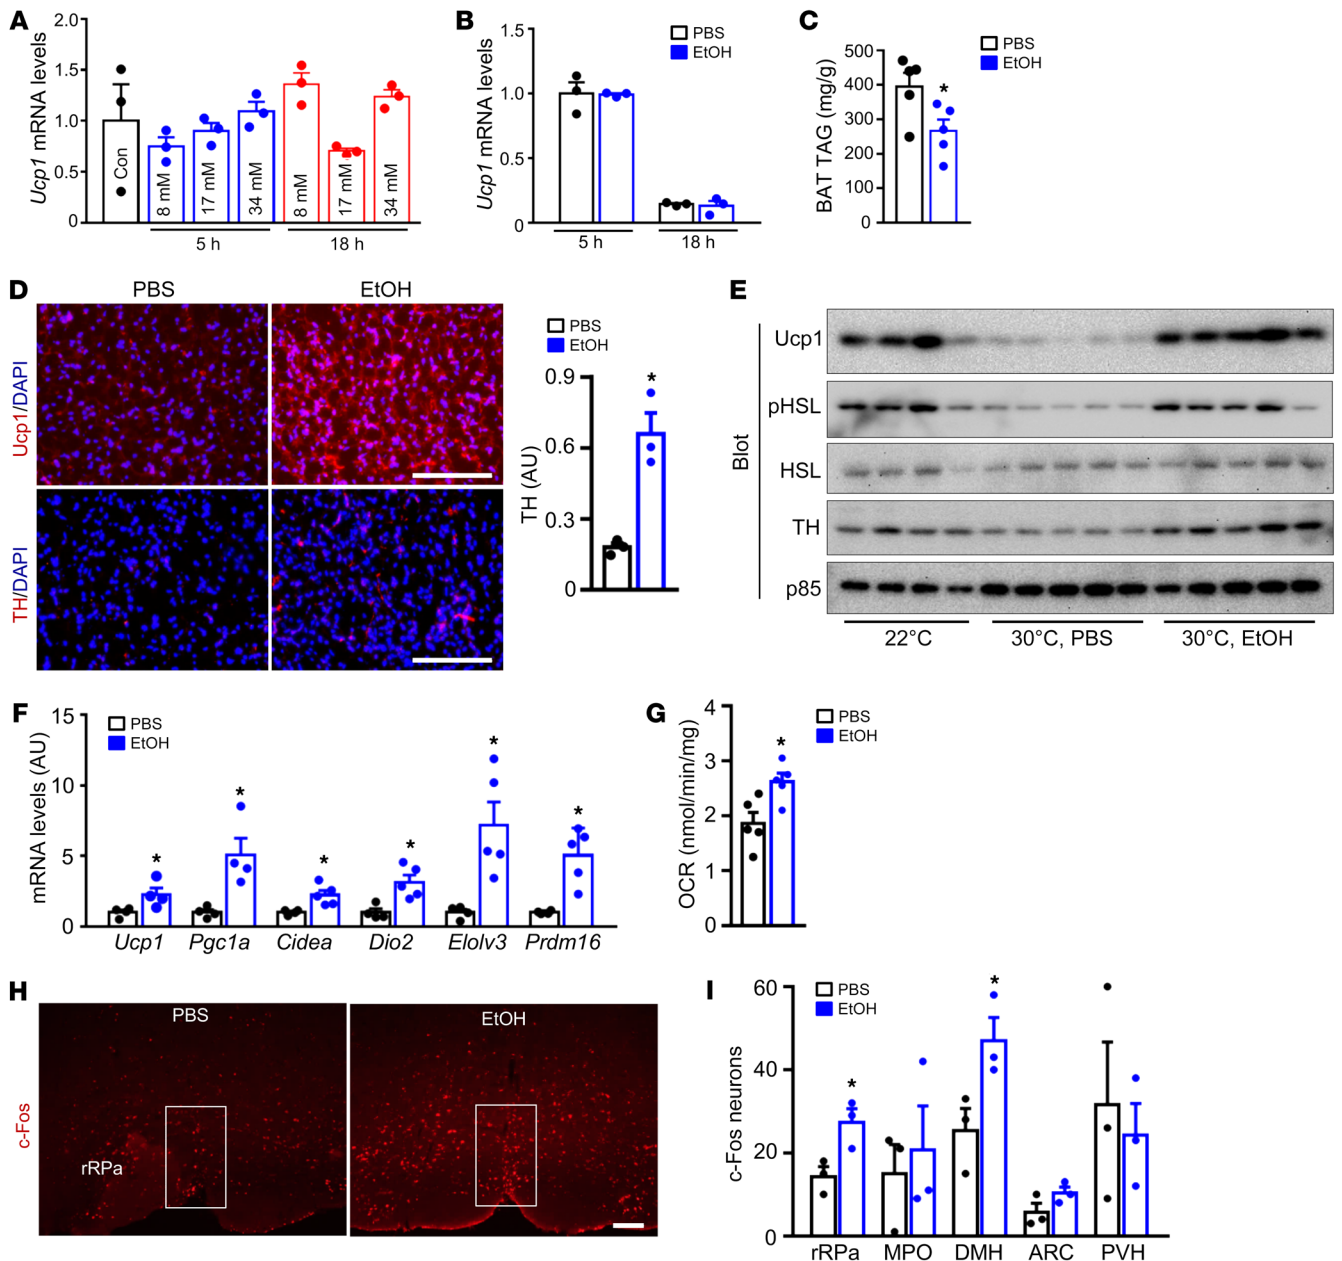 A
Ucp1 mRNA levels
2.0
1.5
1.0
0.5
0
Con
8 mM
17 mM
34 mM
8 mM
17 mM
34 mM
5 h
18 h
B
Ucp1 mRNA levels
1.5
1.0
0.5
0
PBS
EtOH
5 h
18 h
C
BAT TAG (mg/g)
500
400
300
200
100
0
PBS
EtOH
*
D
PBS
EtOH
Ucp1/DAPI
TH/DAPI
PBS
EtOH
TH (AU)
0.9
0.6
0.3
0
*
E
Blot
Ucp1
pHSL
HSL
TH
p85
22°C
30°C, PBS
30°C, EtOH
F
mRNA levels (AU)
15
10
5
0
PBS
EtOH
* * * * * *
Ucp1 Pgc1a Cidea Dio2 Elolv3 Prdm16
G
OCR (nmol/min/mg)
4
3
2
1
0
PBS
EtOH
*
H
c-Fos
PBS
EtOH
rRPa
I
c-Fos neurons
60
40
20
0
PBS
EtOH
* *
rRPa MPO DMH ARC PVH